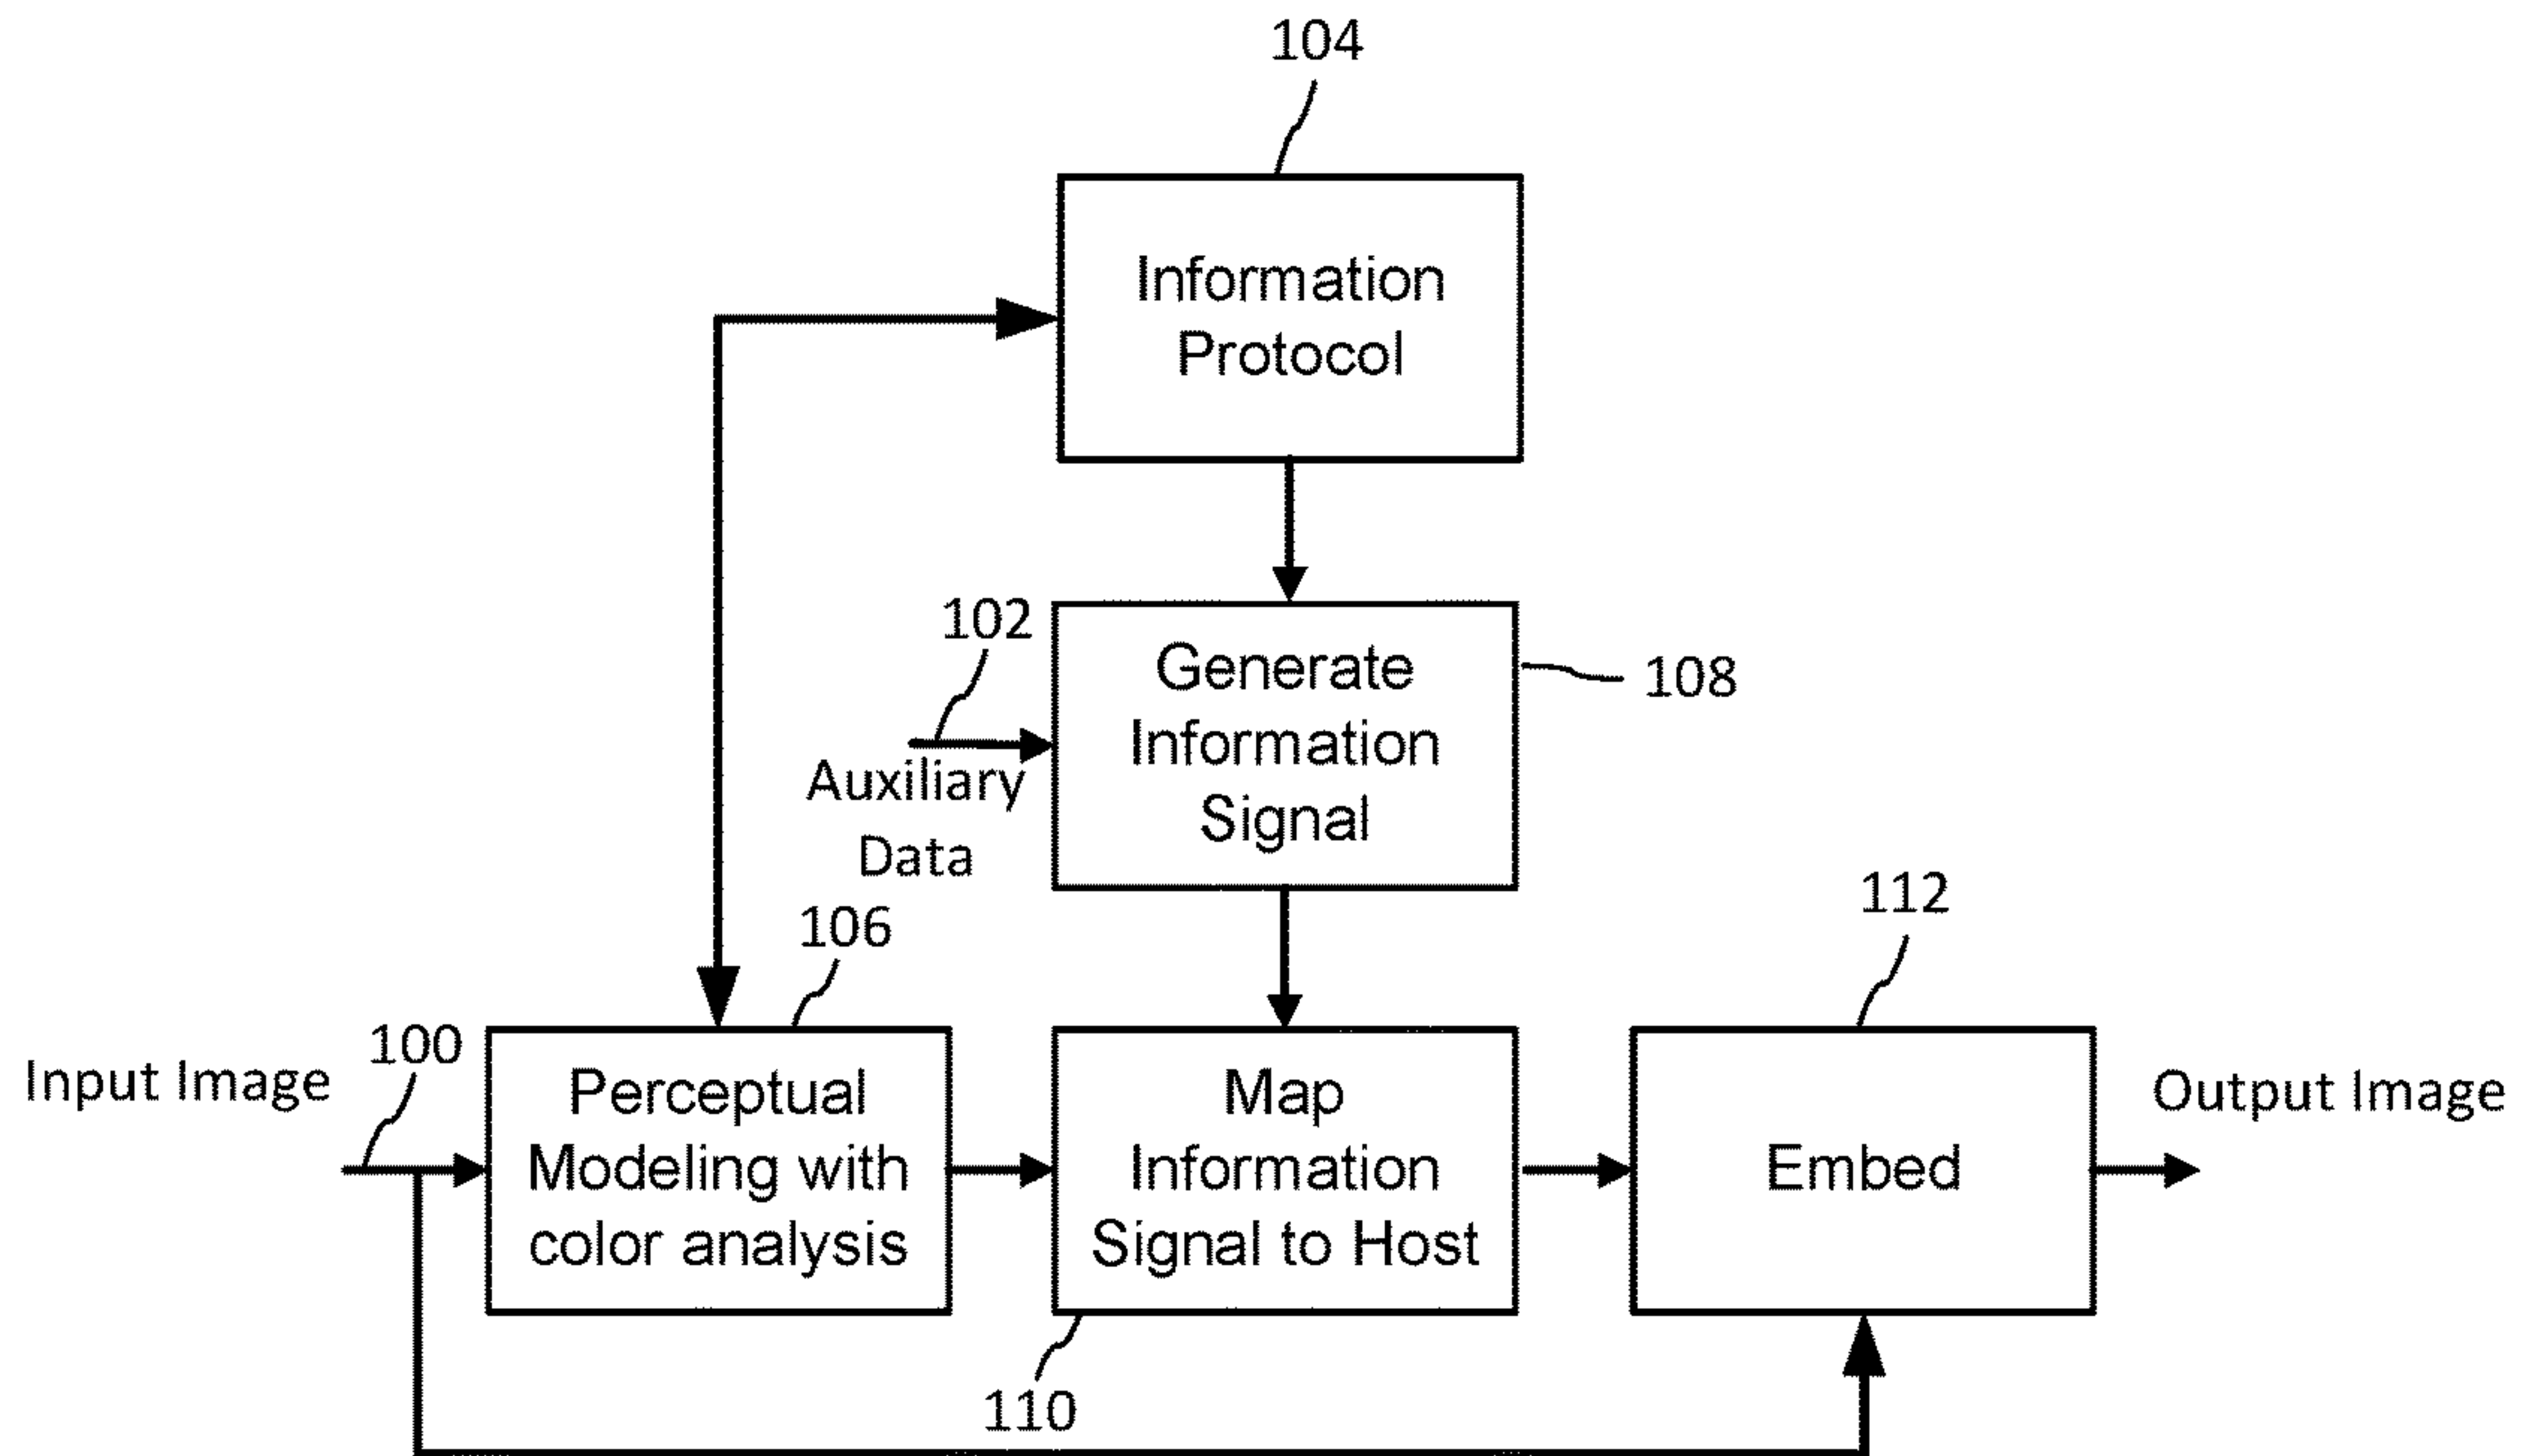 104
Information
Protocol
102
Generate
Information
Signal
108
Auxiliary
Data
106
112
Input Image
100
Perceptual
Modeling with
color analysis
Map
Information
Signal to Host
Embed
Output Image
110